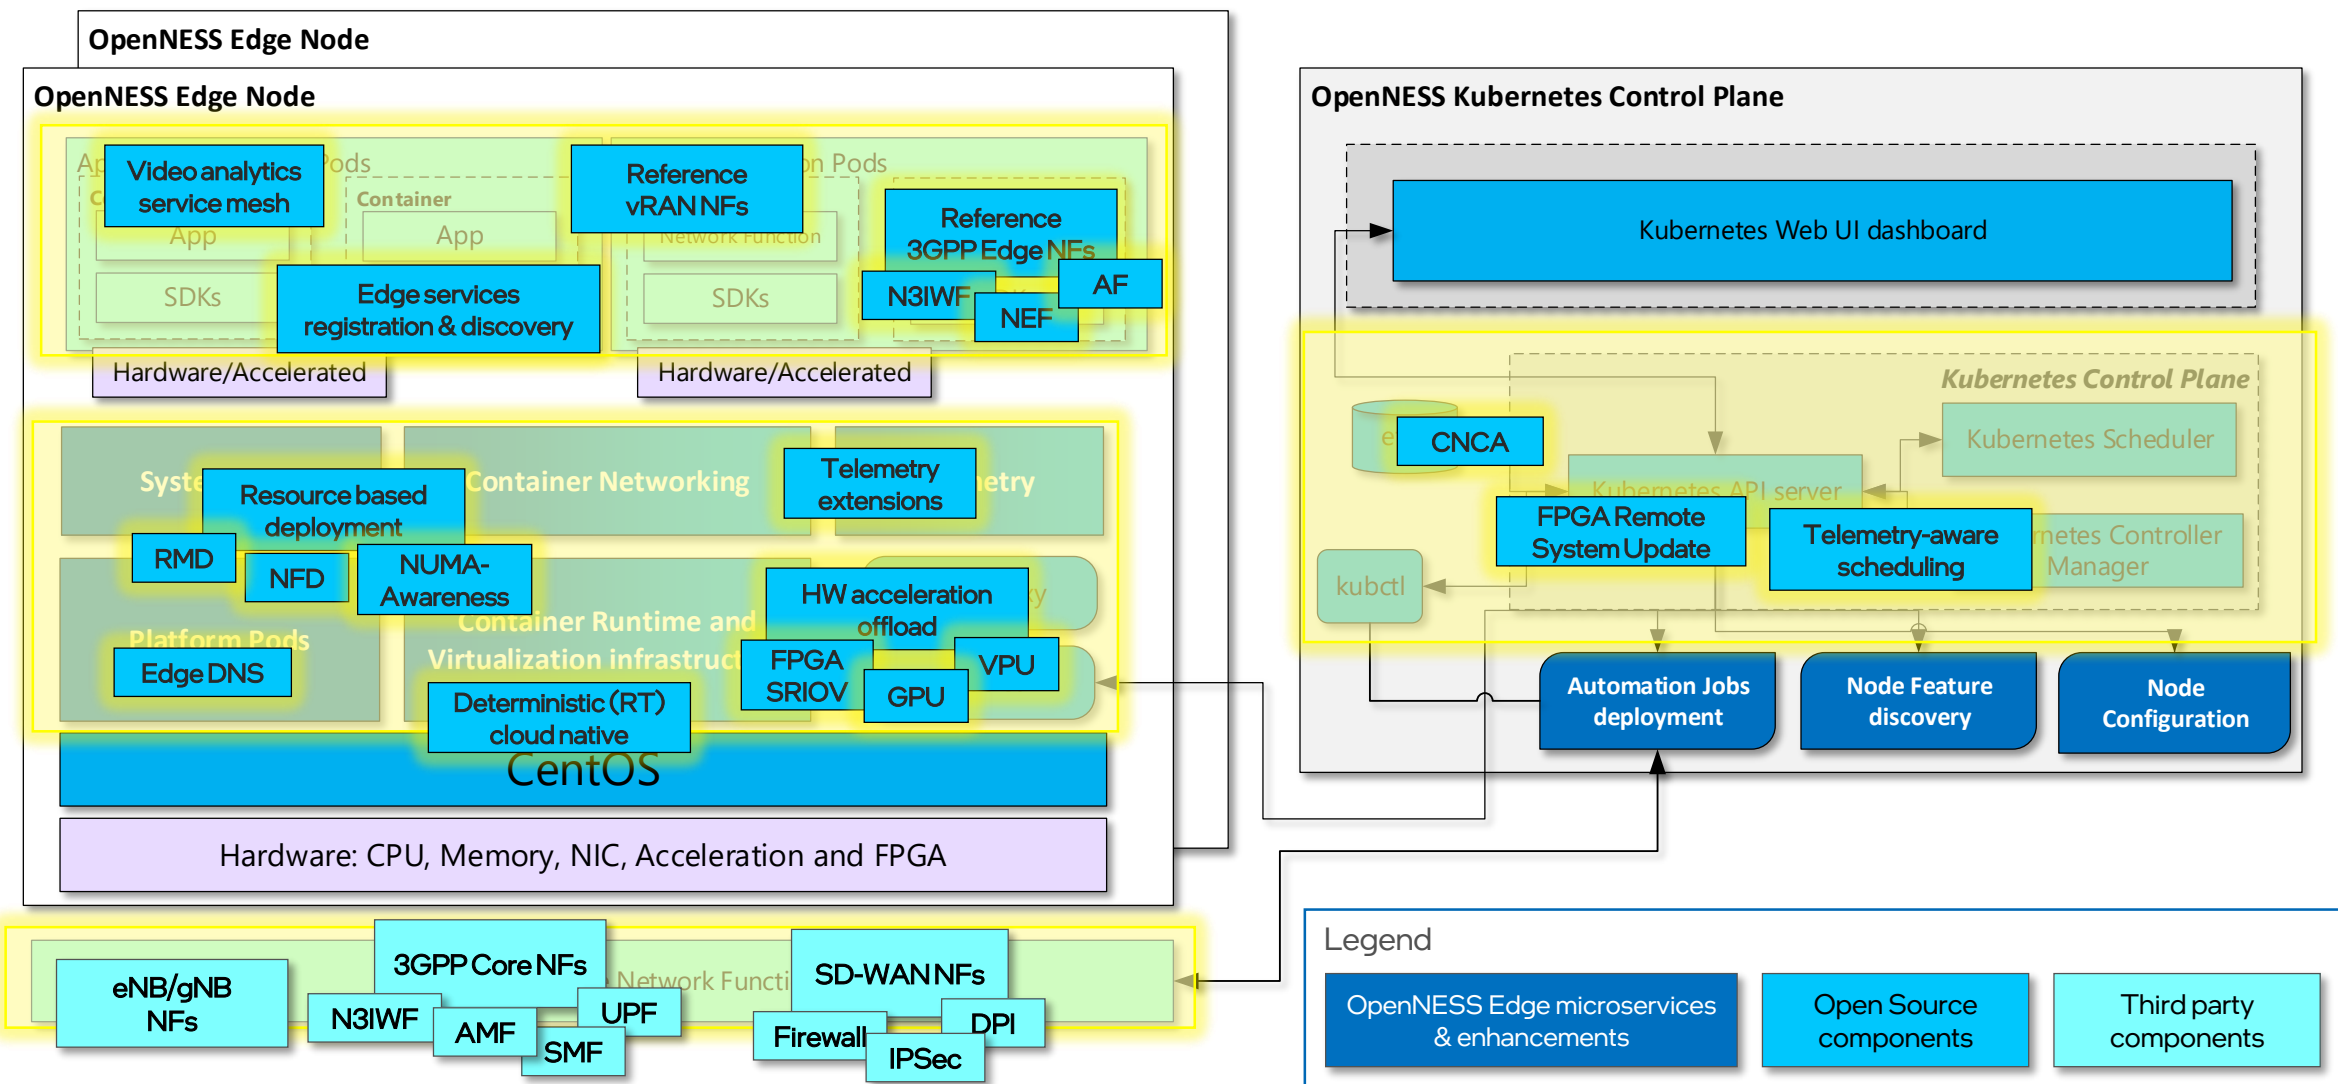 OpenNESS Edge Node
OpenNESS Edge Node
Pods
Video analytics
service mesh
Container
App
App
SDKs
Edge services
registration & discovery
Pods
Reference
vRAN NFs
Network Function
SDKs
Reference
3GPP Edge NFs
N3IWF
NEF
AF
Hardware/Accelerated
Hardware/Accelerated
Container Networking
Telemetry
extensions
Resource based
deployment
RMD
NFD
NUMA-
Awareness
Platform Pods
Edge DNS
Container Runtime and
Virtualization
HW acceleration
offload
FPGA
SRIOV
GPU
VPU
Deterministic (RT)
cloud native
CentOS
Hardware: CPU, Memory, NIC, Acceleration and FPGA
Network
eNB/gNB
NFs
3GPP Core NFs
N3IWF
AMF
SMF
UPF
SD-WAN NFs
Firewall
IPSec
DPI
OpenNESS Kubernetes Control Plane
Kubernetes Web UI dashboard
Kubernetes Control Plane
CNCA
Kubernetes Scheduler
Kubernetes API server
FPGA Remote
System Update
Telemetry-aware
scheduling
Controller
Manager
kubctl
Automation Jobs
deployment
Node Feature
discovery
Node
Configuration
Legend
OpenNESS Edge microservices
& enhancements
Open Source
components
Third party
components